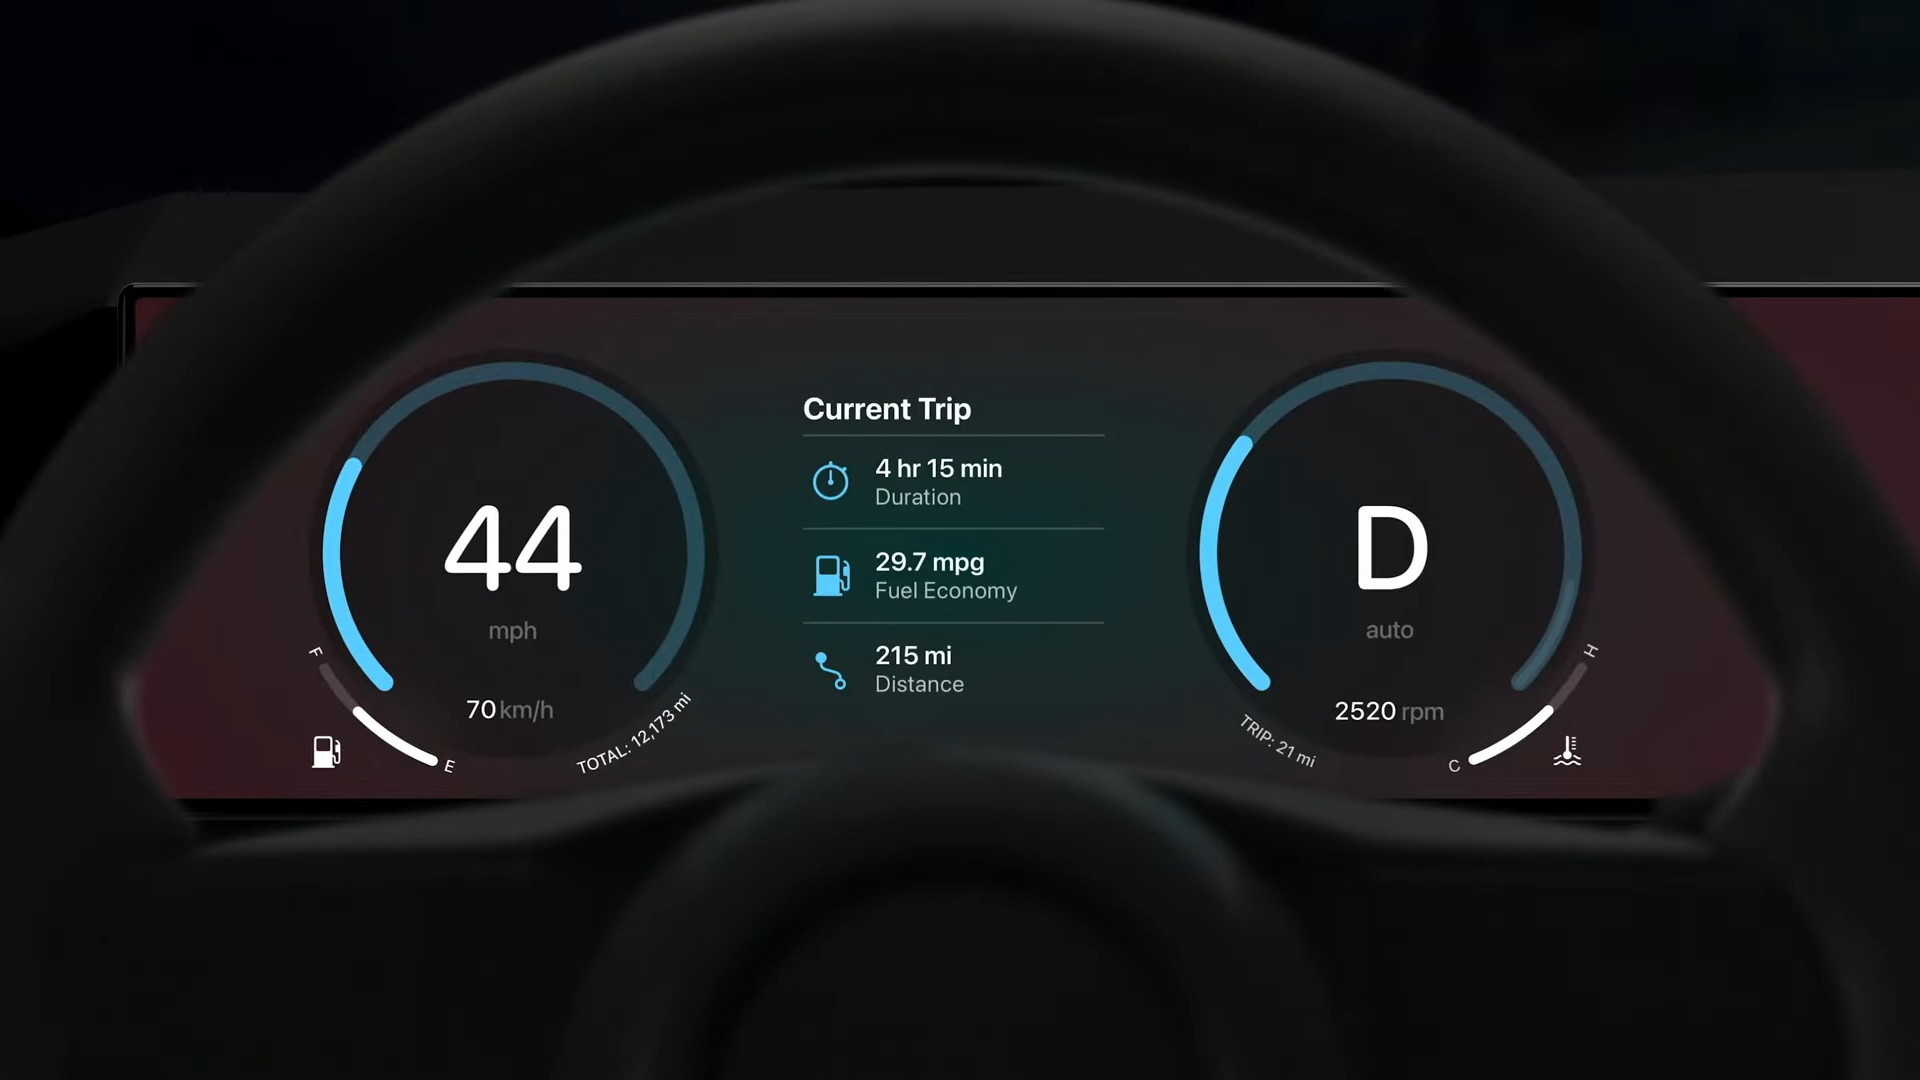 44
mph
70 km/h
F
E
TOTAL: 12,173 mi
Current Trip
4 hr 15 min
Duration
29.7 mpg
Fuel Economy
215 mi
Distance
D
auto
2520 rpm
TRIP: 21 mi
C
H